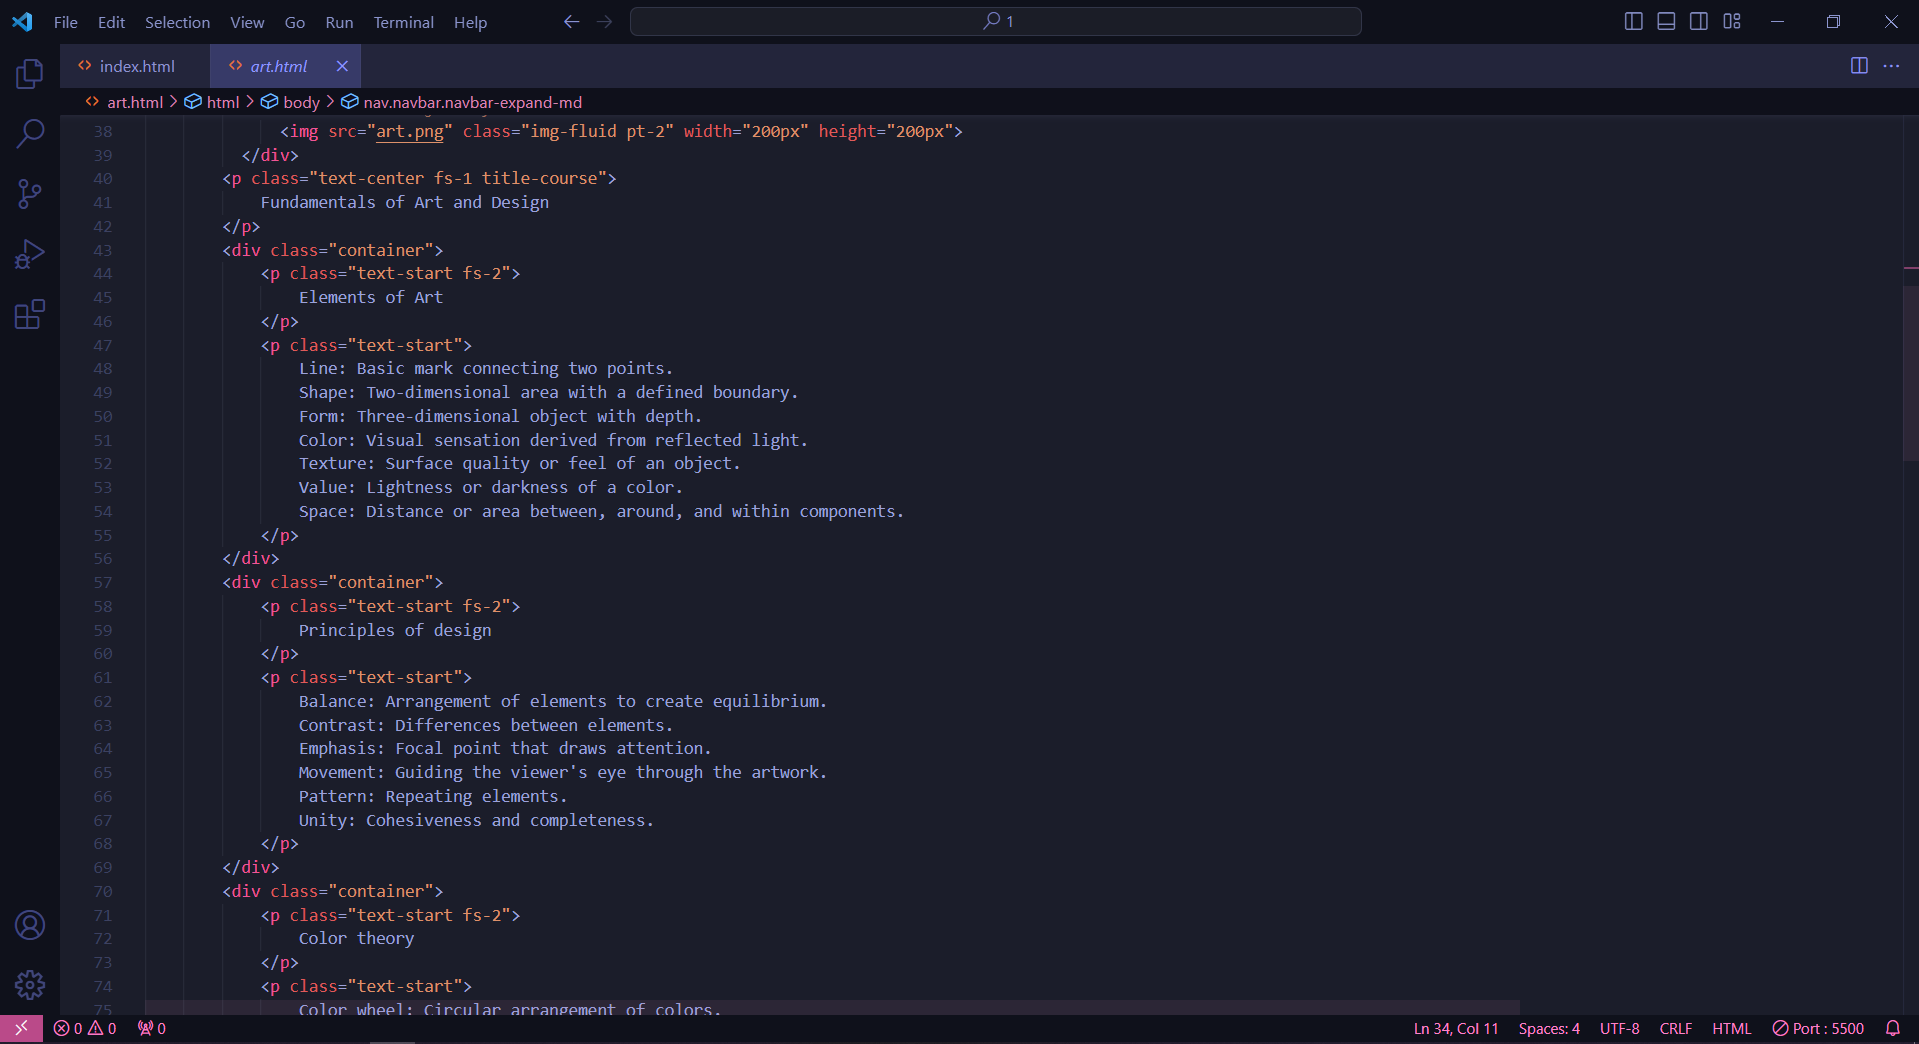 File Edit Selection View Go Run Terminal Help 1
index.html art.html
art.html html body nav.navbar.navbar-expand-md
38 <img src="art.png" class="img-fluid pt-2" width="200px" height="200px">
39 </div>
40 <p class="text-center fs-1 title-course">
41 Fundamentals of Art and Design
42 </p>
43 <div class="container">
44 <p class="text-start fs-2">
45 Elements of Art
46 </p>
47 <p class="text-start">
48 Line: Basic mark connecting two points.
49 Shape: Two-dimensional area with a defined boundary.
50 Form: Three-dimensional object with depth.
51 Color: Visual sensation derived from reflected light.
52 Texture: Surface quality or feel of an object.
53 Value: Lightness or darkness of a color.
54 Space: Distance or area between, around, and within components.
55 </p>
56 </div>
57 <div class="container">
58 <p class="text-start fs-2">
59 Principles of design
60 </p>
61 <p class="text-start">
62 Balance: Arrangement of elements to create equilibrium.
63 Contrast: Differences between elements.
64 Emphasis: Focal point that draws attention.
65 Movement: Guiding the viewer's eye through the artwork.
66 Pattern: Repeating elements.
67 Unity: Cohesiveness and completeness.
68 </p>
69 </div>
70 <div class="container">
71 <p class="text-start fs-2">
72 Color theory
73 </p>
74 <p class="text-start">
75 Color wheel: Circular arrangement of colors.
0 0 0 Ln 34, Col 11 Spaces: 4 UTF-8 CRLF HTML Port : 5500